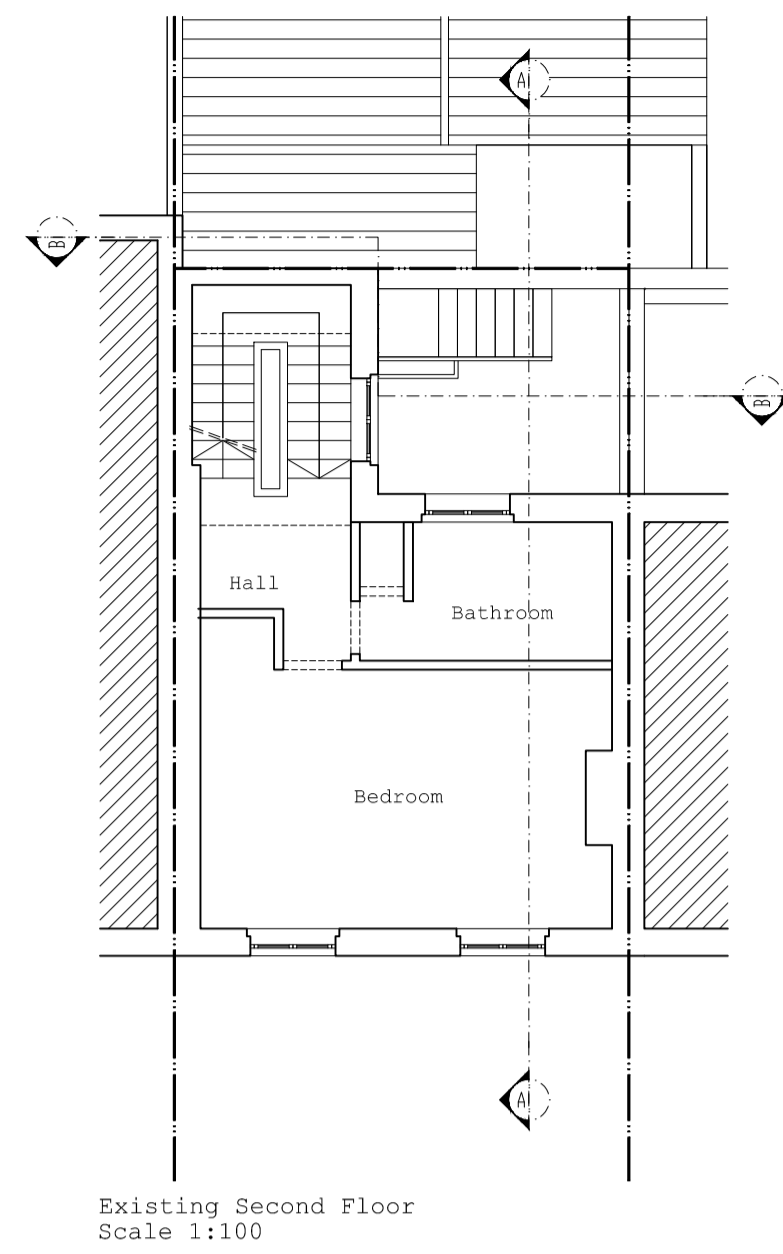 A
B
B
Hall
Bathroom
Bedroom
A
Existing Second Floor
Scale 1:100